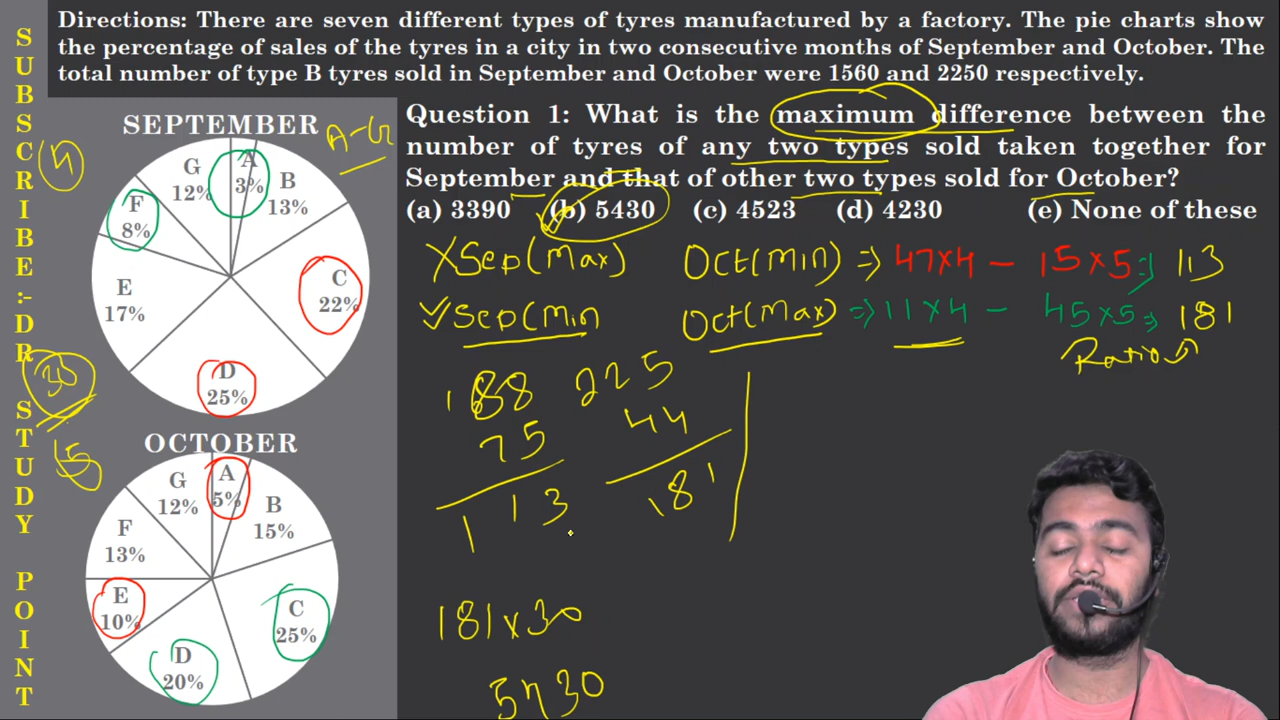 SUBSCRIBE:-DR STUDY POINT
Directions: There are seven different types of tyres manufactured by a factory. The pie charts show
the percentage of sales of the tyres in a city in two consecutive months of September and October. The
total number of type B tyres sold in September and October were 1560 and 2250 respectively.
SEPTEMBER
A-G
4
A
3%
B
13%
C
22%
D
25%
E
17%
F
8%
G
12%
30
5
OCTOBER
A
5%
B
15%
C
25%
D
20%
E
10%
F
13%
G
12%
Question 1: What is the maximum difference between the
number of tyres of any two types sold taken together for
September and that of other two types sold for October?
(a) 3390 (b) 5430 (c) 4523 (d) 4230 (e) None of these
Sep(Max) Oct(Min) ⇒ 47×4 - 15×5 ⇒ 113
Sep(Min Oct(Max) ⇒ 11×4 - 45×5 ⇒ 181
Ratio
188
75
113
225
44
181
181×30
5430